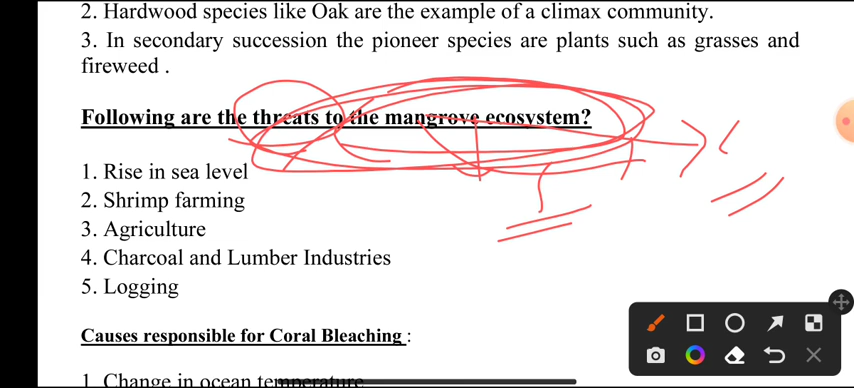 2. Hardwood species like Oak are the example of a climax community.
3. In secondary succession the pioneer species are plants such as grasses and
fireweed .
Following are the threats to the mangrove ecosystem?
1. Rise in sea level
2. Shrimp farming
3. Agriculture
4. Charcoal and Lumber Industries
5. Logging
Causes responsible for Coral Bleaching :
1. Change in ocean temperature